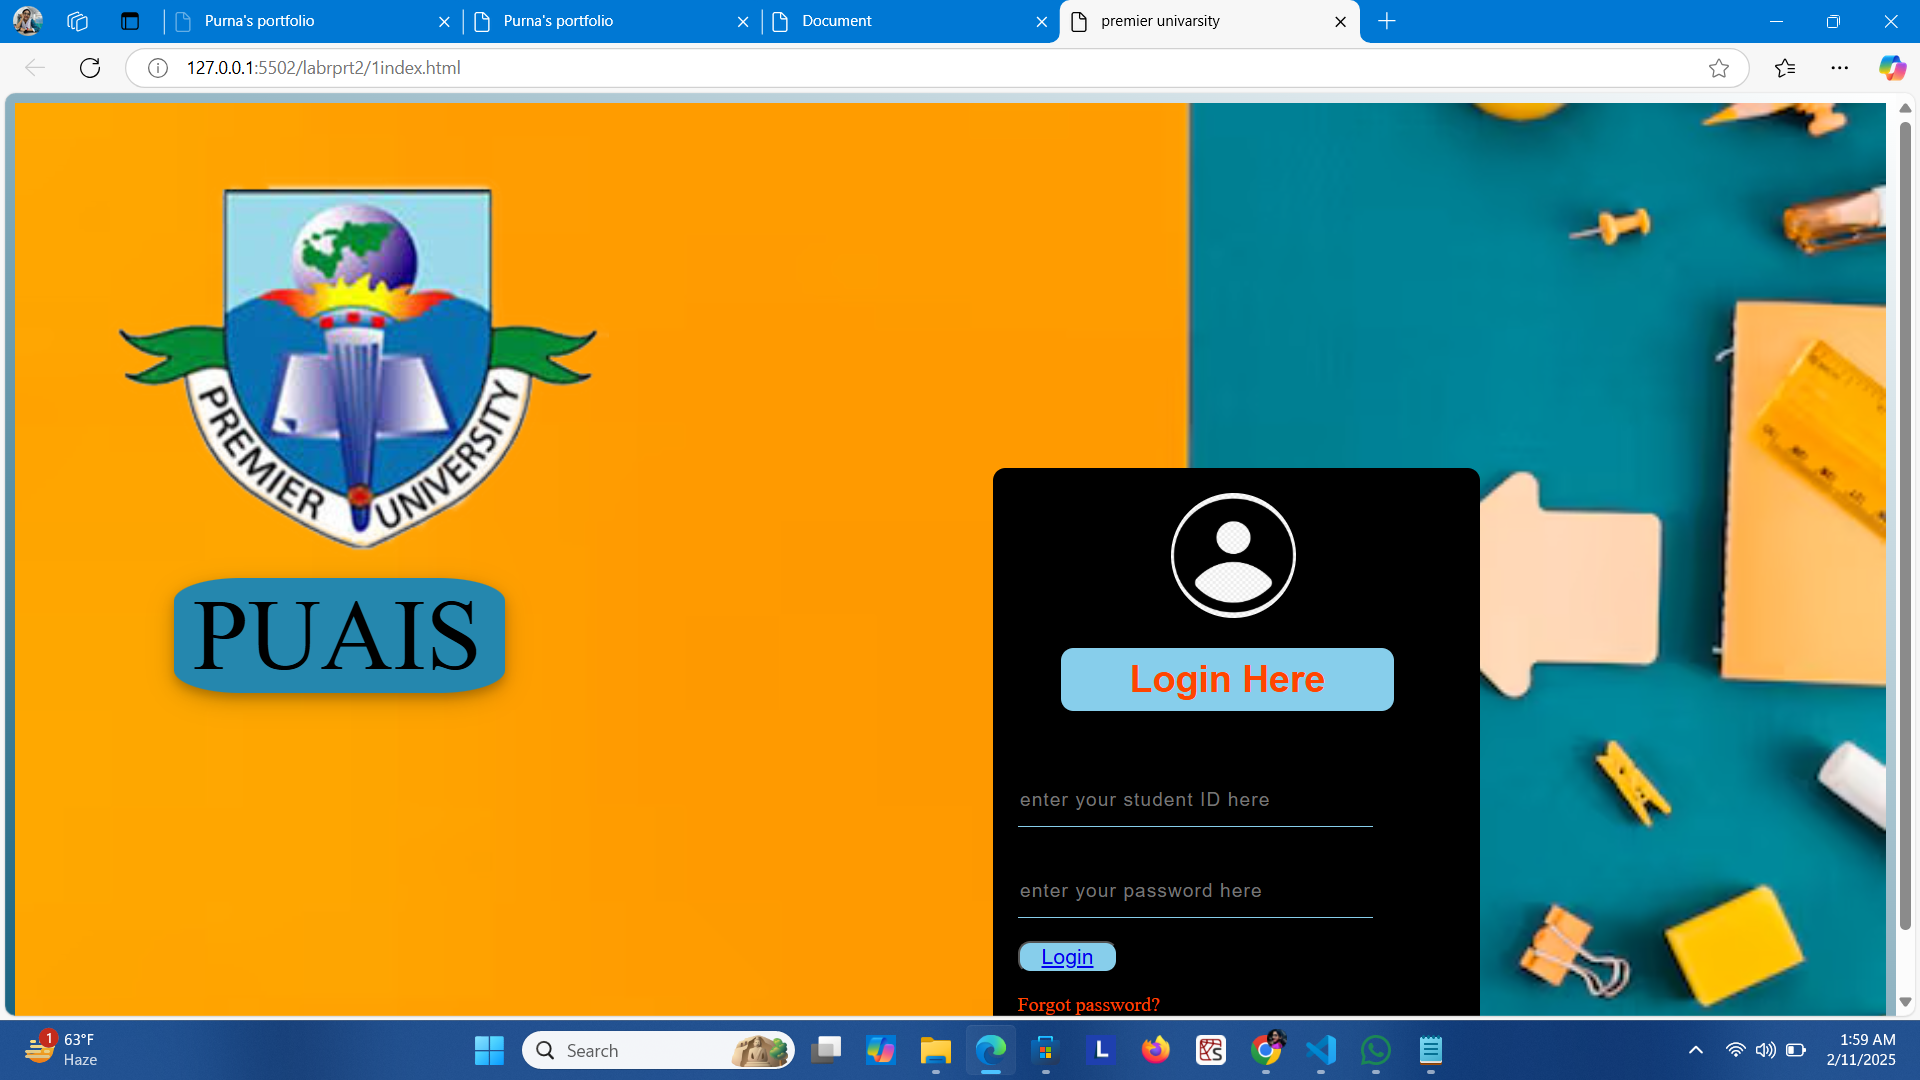 Purna's portfolio
Purna's portfolio
Document
premier univarsity
127.0.0.1:5502/labrprt2/1index.html
PREMIER UNIVERSITY
PUAIS
Login Here
enter your student ID here
enter your password here
Login
Forgot password?
1
63°F
Haze
Search
L
1:59 AM
2/11/2025